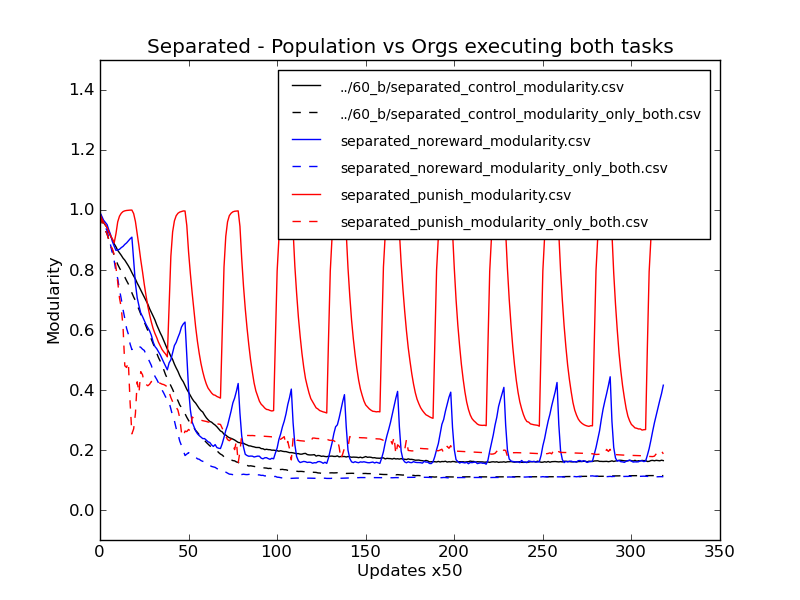 Separated - Population vs Orgs executing both tasks
1.4
1.2
1.0
0.8
0.6
0.4
0.2
0.0
Modularity
../60_b/separated_control_modularity.csv
../60_b/separated_control_modularity_only_both.csv
separated_noreward_modularity.csv
separated_noreward_modularity_only_both.csv
separated_punish_modularity.csv
separated_punish_modularity_only_both.csv
0 50 100 150 200 250 300 350
Updates x50